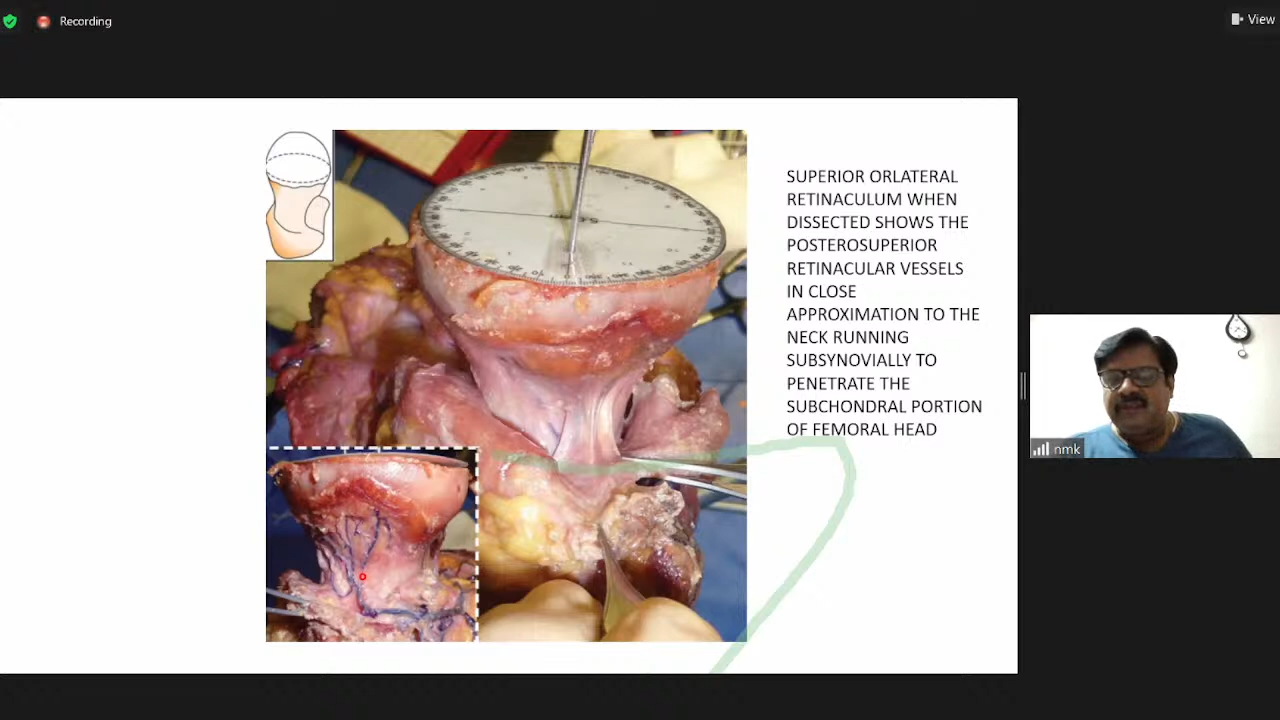 Recording
View
SUPERIOR ORLATERAL
RETINACULUM WHEN
DISSECTED SHOWS THE
POSTEROSUPERIOR
RETINACULAR VESSELS
IN CLOSE
APPROXIMATION TO THE
NECK RUNNING
SUBSYNOVIALLY TO
PENETRATE THE
SUBCHONDRAL PORTION
OF FEMORAL HEAD
nmk